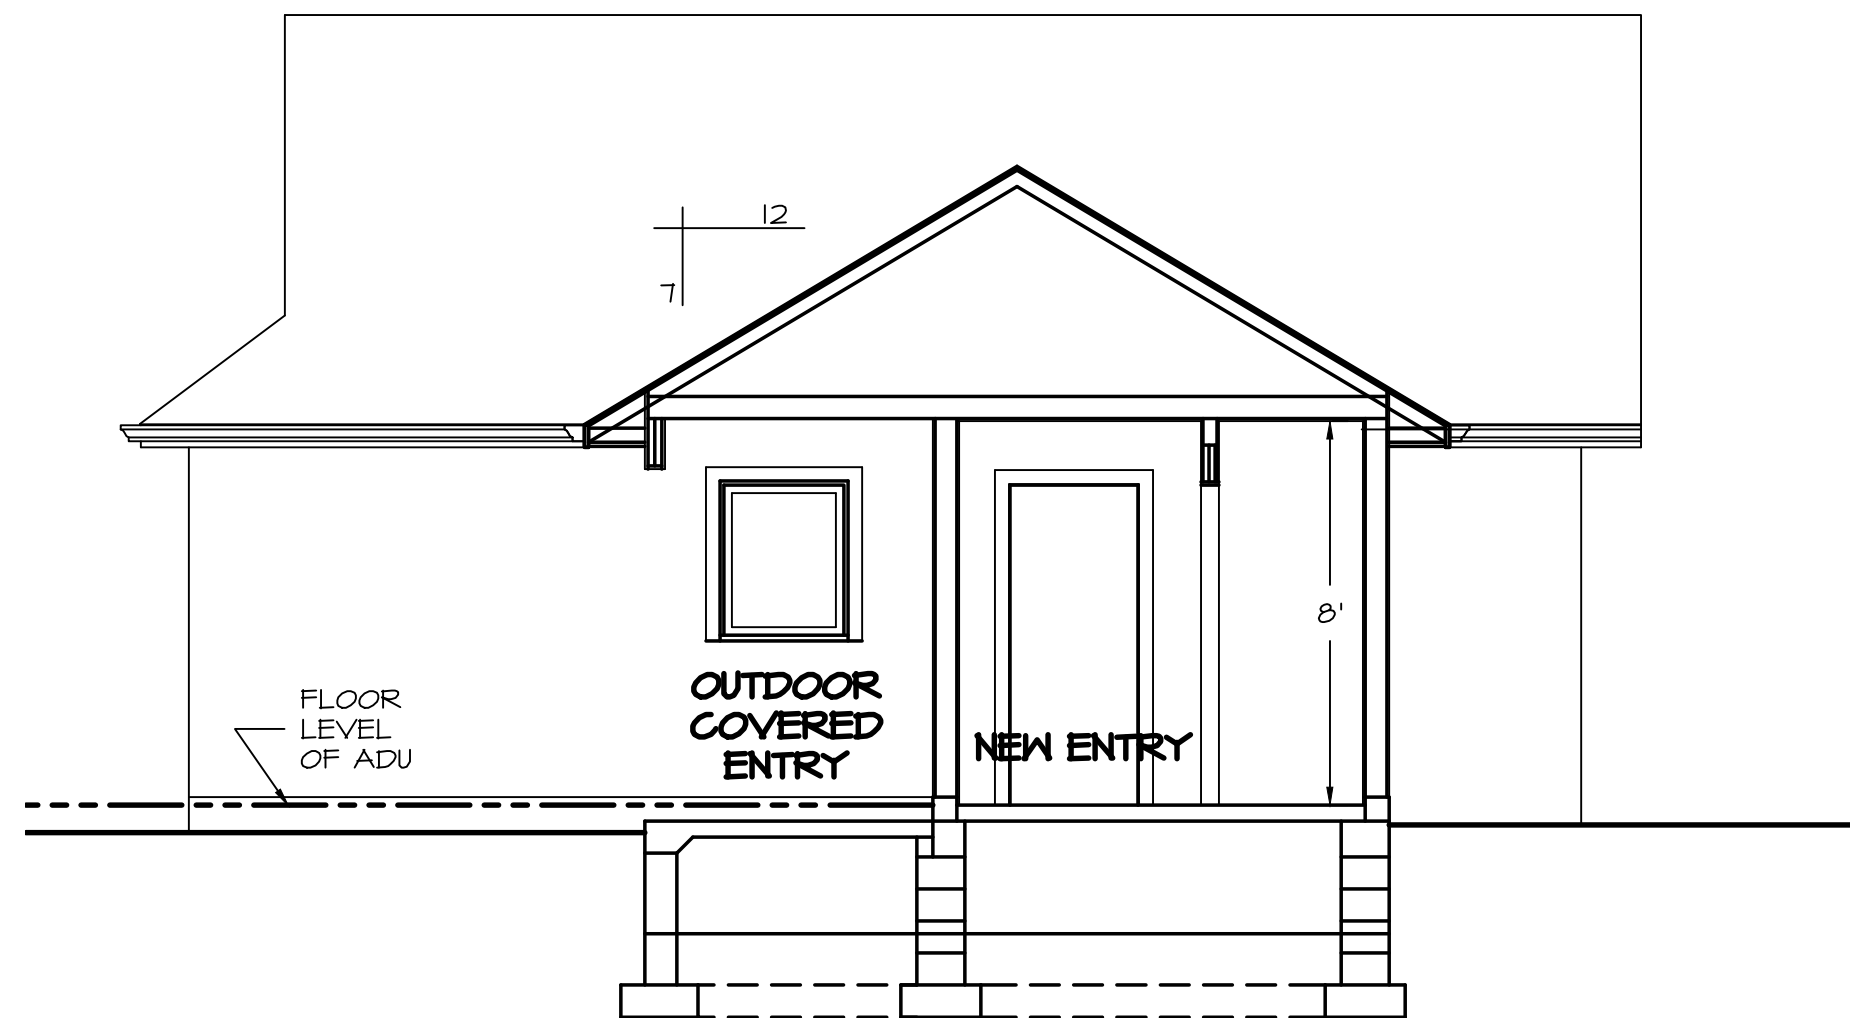 12
7
8'
OUTDOOR
COVERED
ENTRY
NEW ENTRY
FLOOR
LEVEL
OF ADU